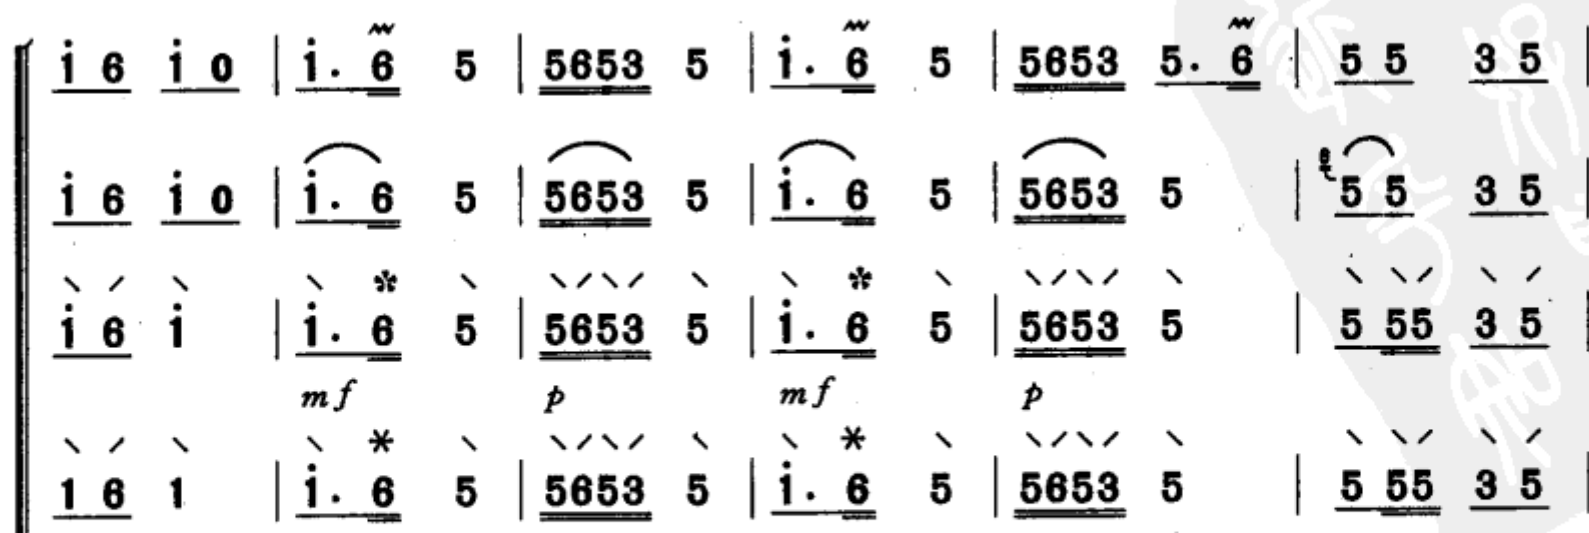 i 6 i 0 | i. 6 5 | 5653 5 | i. 6 5 | 5653 5. 6 | 5 5 3 5 |
i 6 i 0 | i. 6 5 | 5653 5 | i. 6 5 | 5653 5 | 5 5 3 5 |
i 6 i | i. 6 5 | 5653 5 | i. 6 5 | 5653 5 | 5 55 3 5 |
mf p mf p
1 6 1 | i. 6 5 | 5653 5 | i. 6 5 | 5653 5 | 5 55 3 5 |